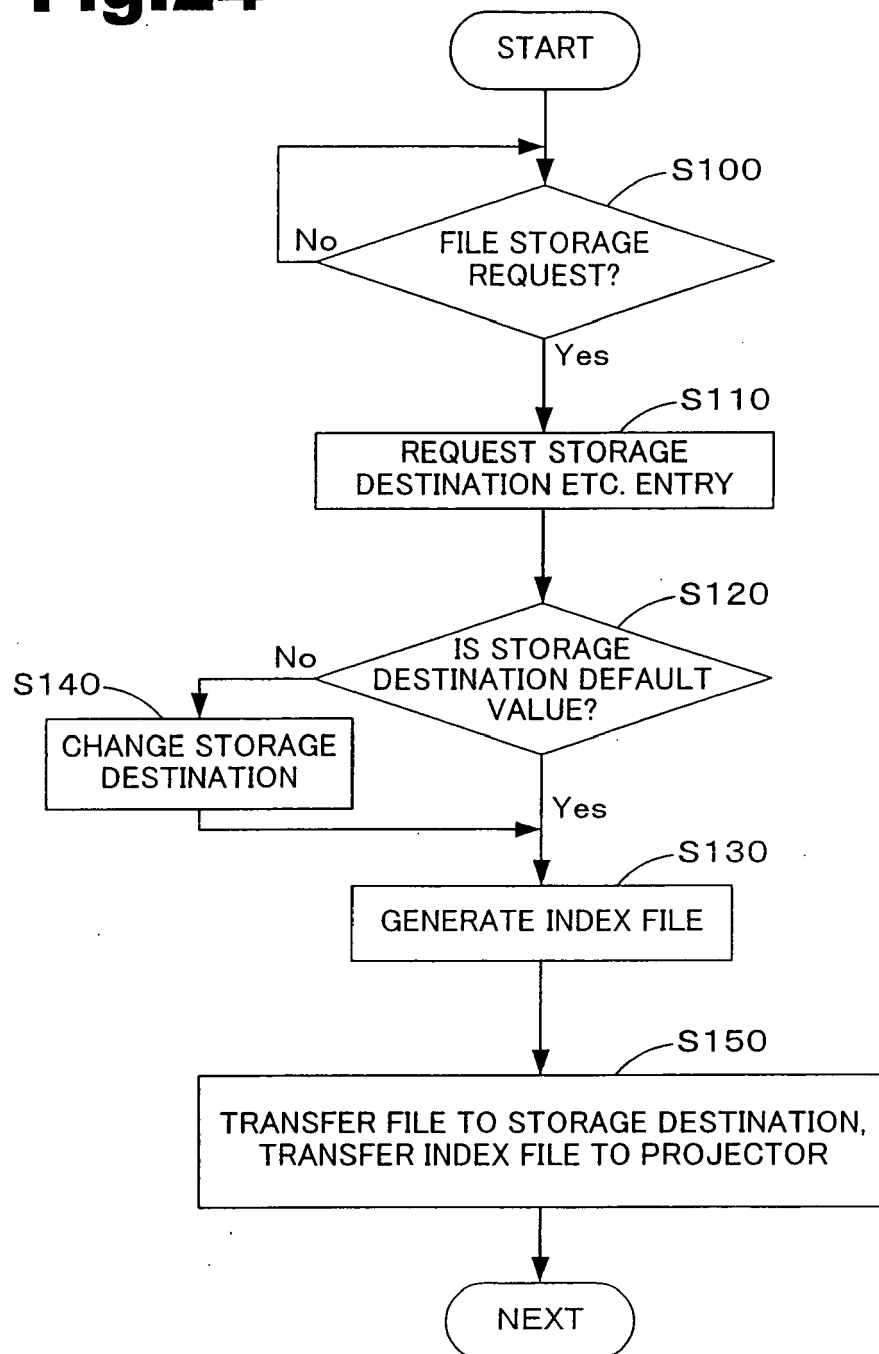 Fig.24
START
S100
No
FILE STORAGE
REQUEST?
Yes
S110
REQUEST STORAGE
DESTINATION ETC. ENTRY
S120
No
IS STORAGE
DESTINATION DEFAULT
VALUE?
S140
CHANGE STORAGE
DESTINATION
Yes
S130
GENERATE INDEX FILE
S150
TRANSFER FILE TO STORAGE DESTINATION,
TRANSFER INDEX FILE TO PROJECTOR
NEXT